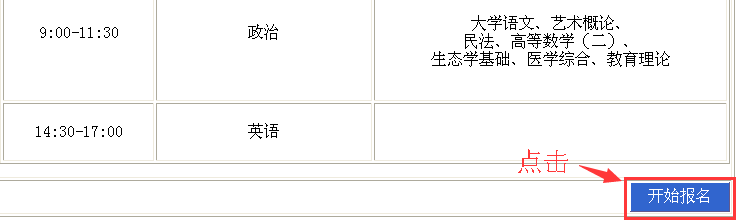 9:00-11:30 政治 大学语文、艺术概论、
民法、高等数学（二）、
生态学基础、医学综合、教育理论
14:30-17:00 英语
点击
开始报名